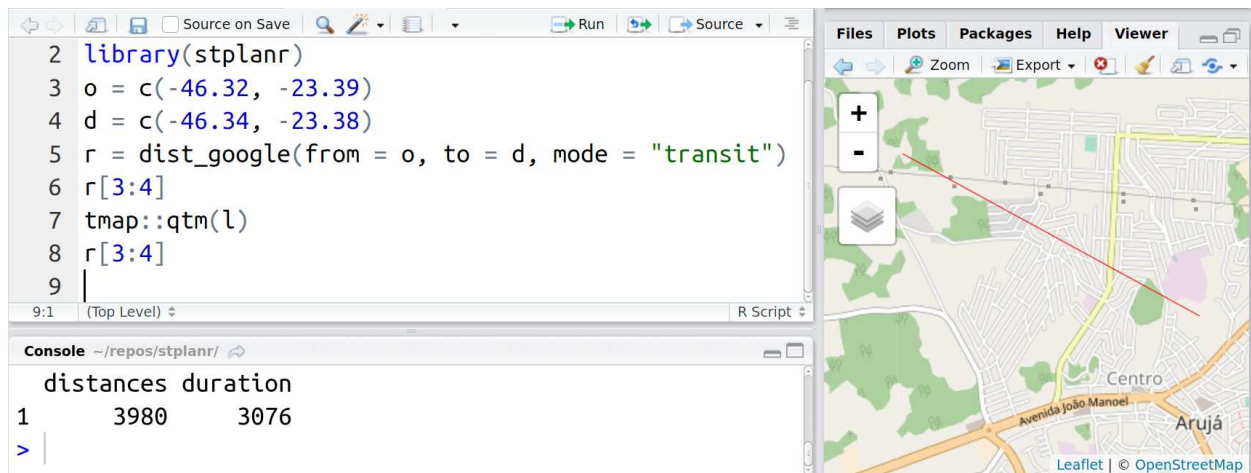 Source on Save
Run
Source
2 library(stplanr)
3 o = c(-46.32, -23.39)
4 d = c(-46.34, -23.38)
5 r = dist_google(from = o, to = d, mode = "transit")
6 r[3:4]
7 tmap::qtm(l)
8 r[3:4]
9
9:1 (Top Level) R Script
Console ~/repos/stplanr/
distances duration
1 3980 3076
>
Files Plots Packages Help Viewer
Zoom Export
+
-
Centro
Avenida João Manoel
Arujá
Leaflet | © OpenStreetMap